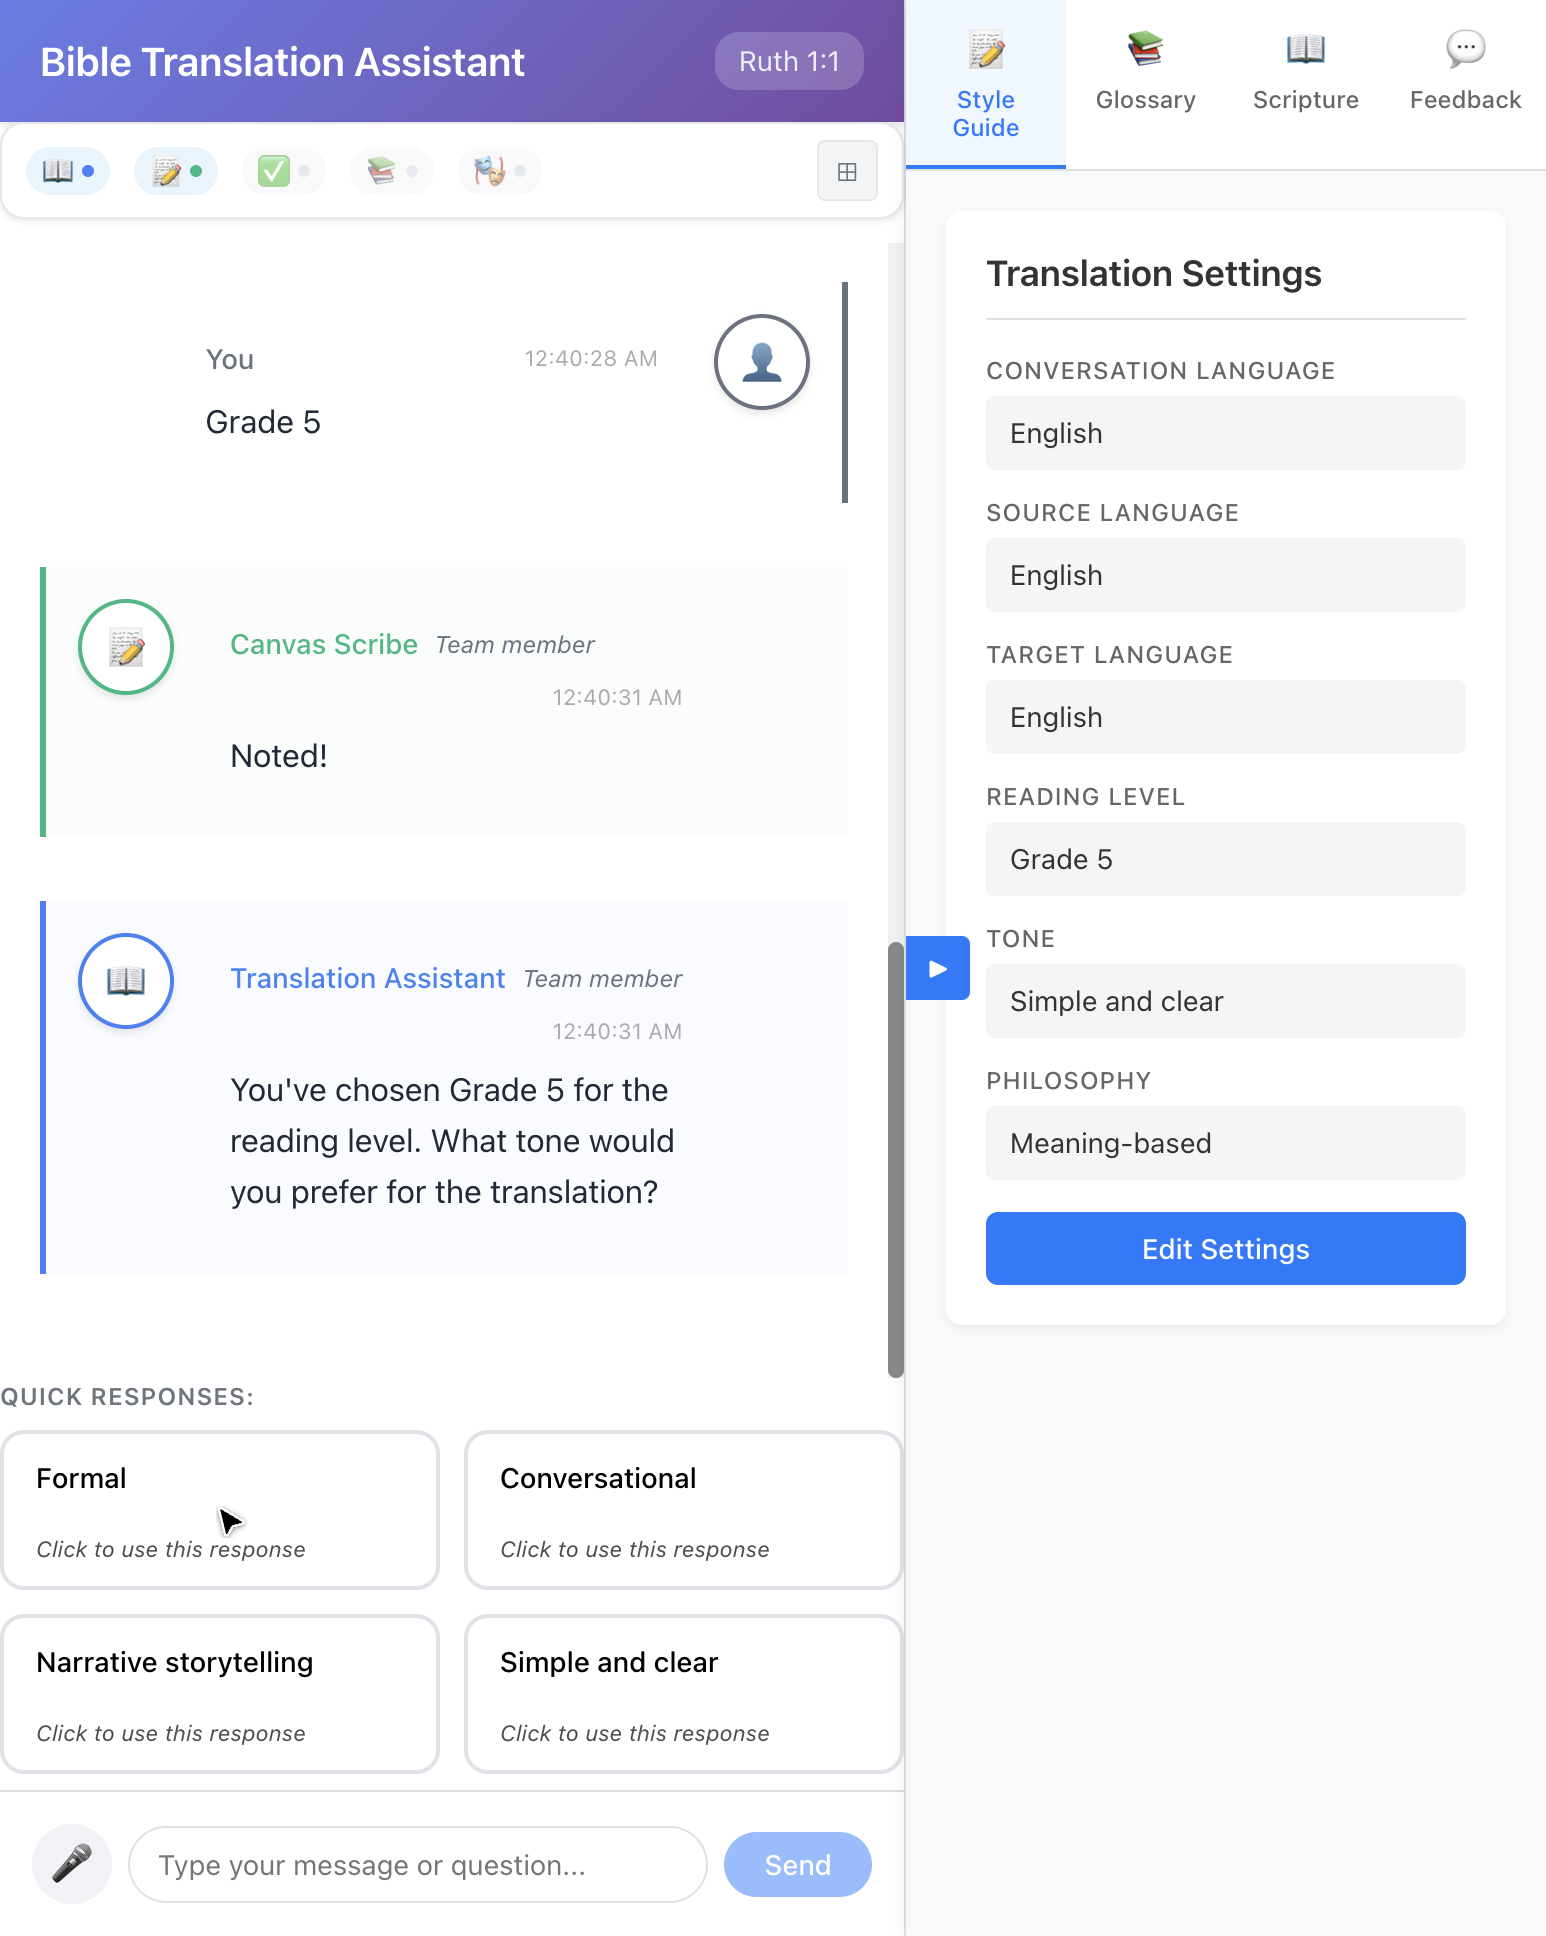 Bible Translation Assistant
Ruth 1:1
You
12:40:28 AM
Grade 5
Canvas Scribe Team member
12:40:31 AM
Noted!
Translation Assistant Team member
12:40:31 AM
You've chosen Grade 5 for the
reading level. What tone would
you prefer for the translation?
QUICK RESPONSES:
Formal
Click to use this response
Conversational
Click to use this response
Narrative storytelling
Click to use this response
Simple and clear
Click to use this response
Type your message or question...
Send
Style
Guide
Glossary
Scripture
Feedback
Translation Settings
CONVERSATION LANGUAGE
English
SOURCE LANGUAGE
English
TARGET LANGUAGE
English
READING LEVEL
Grade 5
TONE
Simple and clear
PHILOSOPHY
Meaning-based
Edit Settings